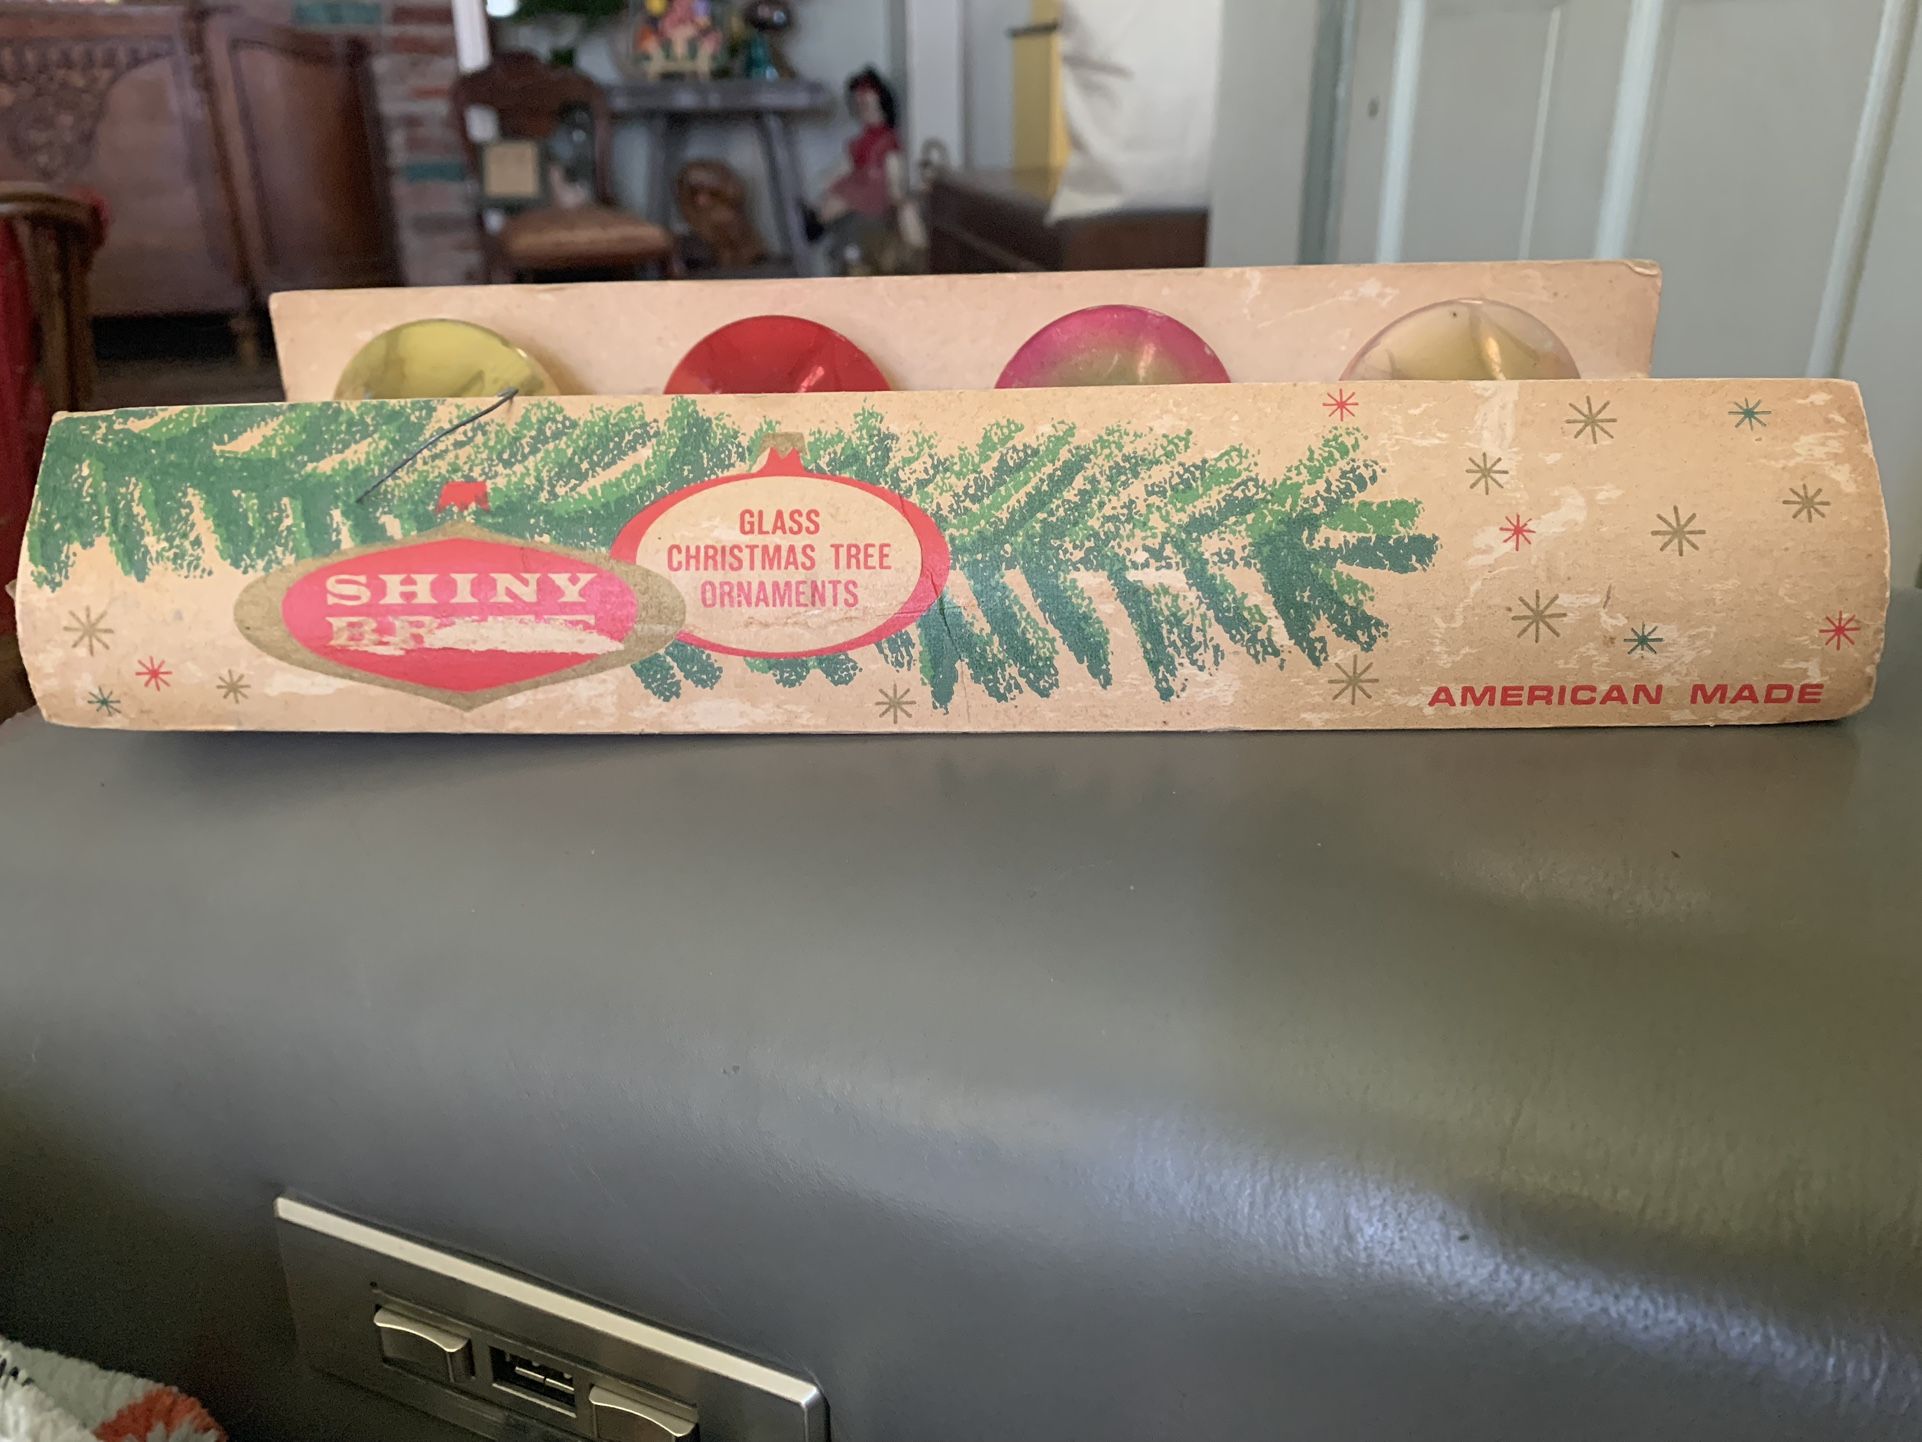 SHINY
GLASS
CHRISTMAS TREE
ORNAMENTS
AMERICAN MADE